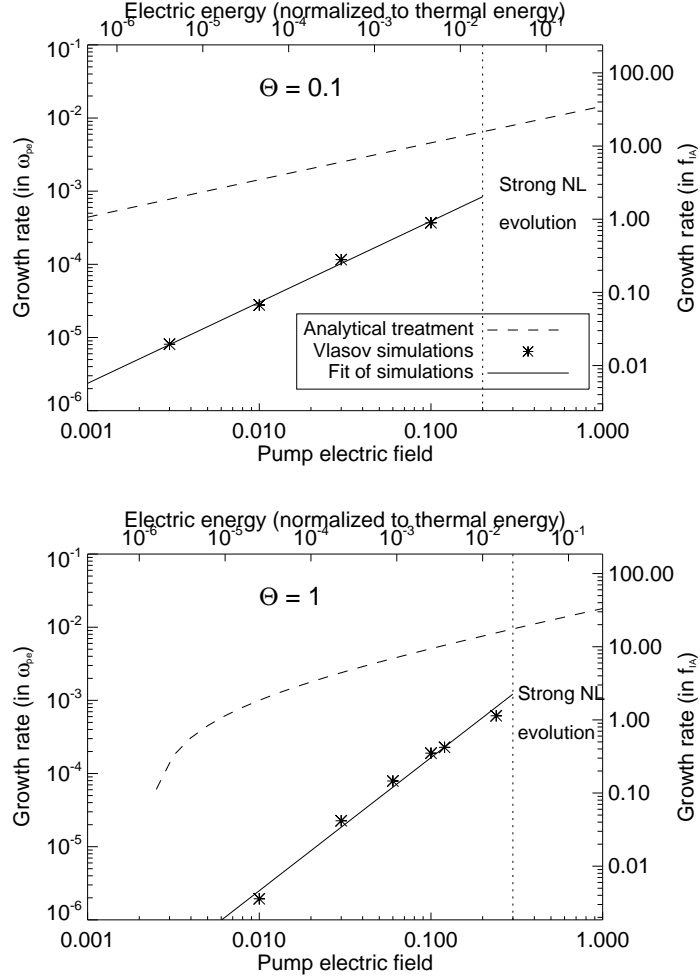 Electric energy (normalized to thermal energy)
10⁻⁶ 10⁻⁵ 10⁻⁴ 10⁻³ 10⁻² 10⁻¹
Θ = 0.1
Growth rate (in ωpe)
10⁻¹
10⁻²
10⁻³
10⁻⁴
10⁻⁵
10⁻⁶
Strong NL
evolution
Analytical treatment
Vlasov simulations
Fit of simulations
Growth rate (in fIA)
100.00
10.00
1.00
0.10
0.01
0.001 0.010 0.100 1.000
Pump electric field
Electric energy (normalized to thermal energy)
10⁻⁶ 10⁻⁵ 10⁻⁴ 10⁻³ 10⁻² 10⁻¹
Θ = 1
Growth rate (in ωpe)
10⁻¹
10⁻²
10⁻³
10⁻⁴
10⁻⁵
10⁻⁶
Strong NL
evolution
Growth rate (in fIA)
100.00
10.00
1.00
0.10
0.01
0.001 0.010 0.100 1.000
Pump electric field